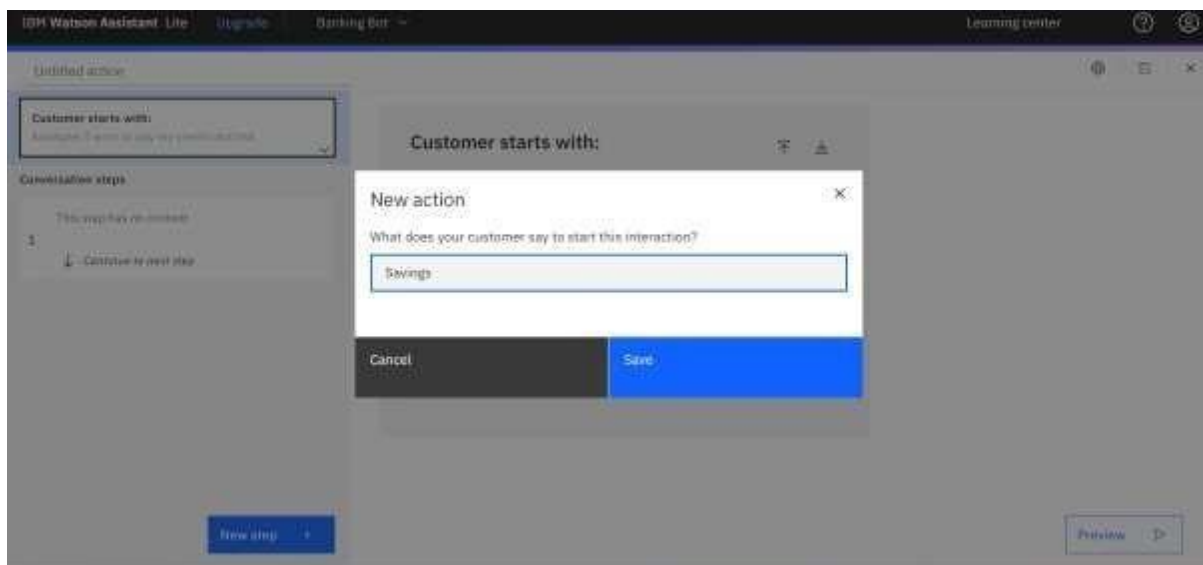 IBM Watson Assistant Lite Upgrade Banking Bot Learning center
Untitled action
Customer starts with:
Conversation steps
This step has no content
1
Continue to next step
New step +
Customer starts with:
New action
What does your customer say to start this interaction?
Savings
Cancel Save
Preview